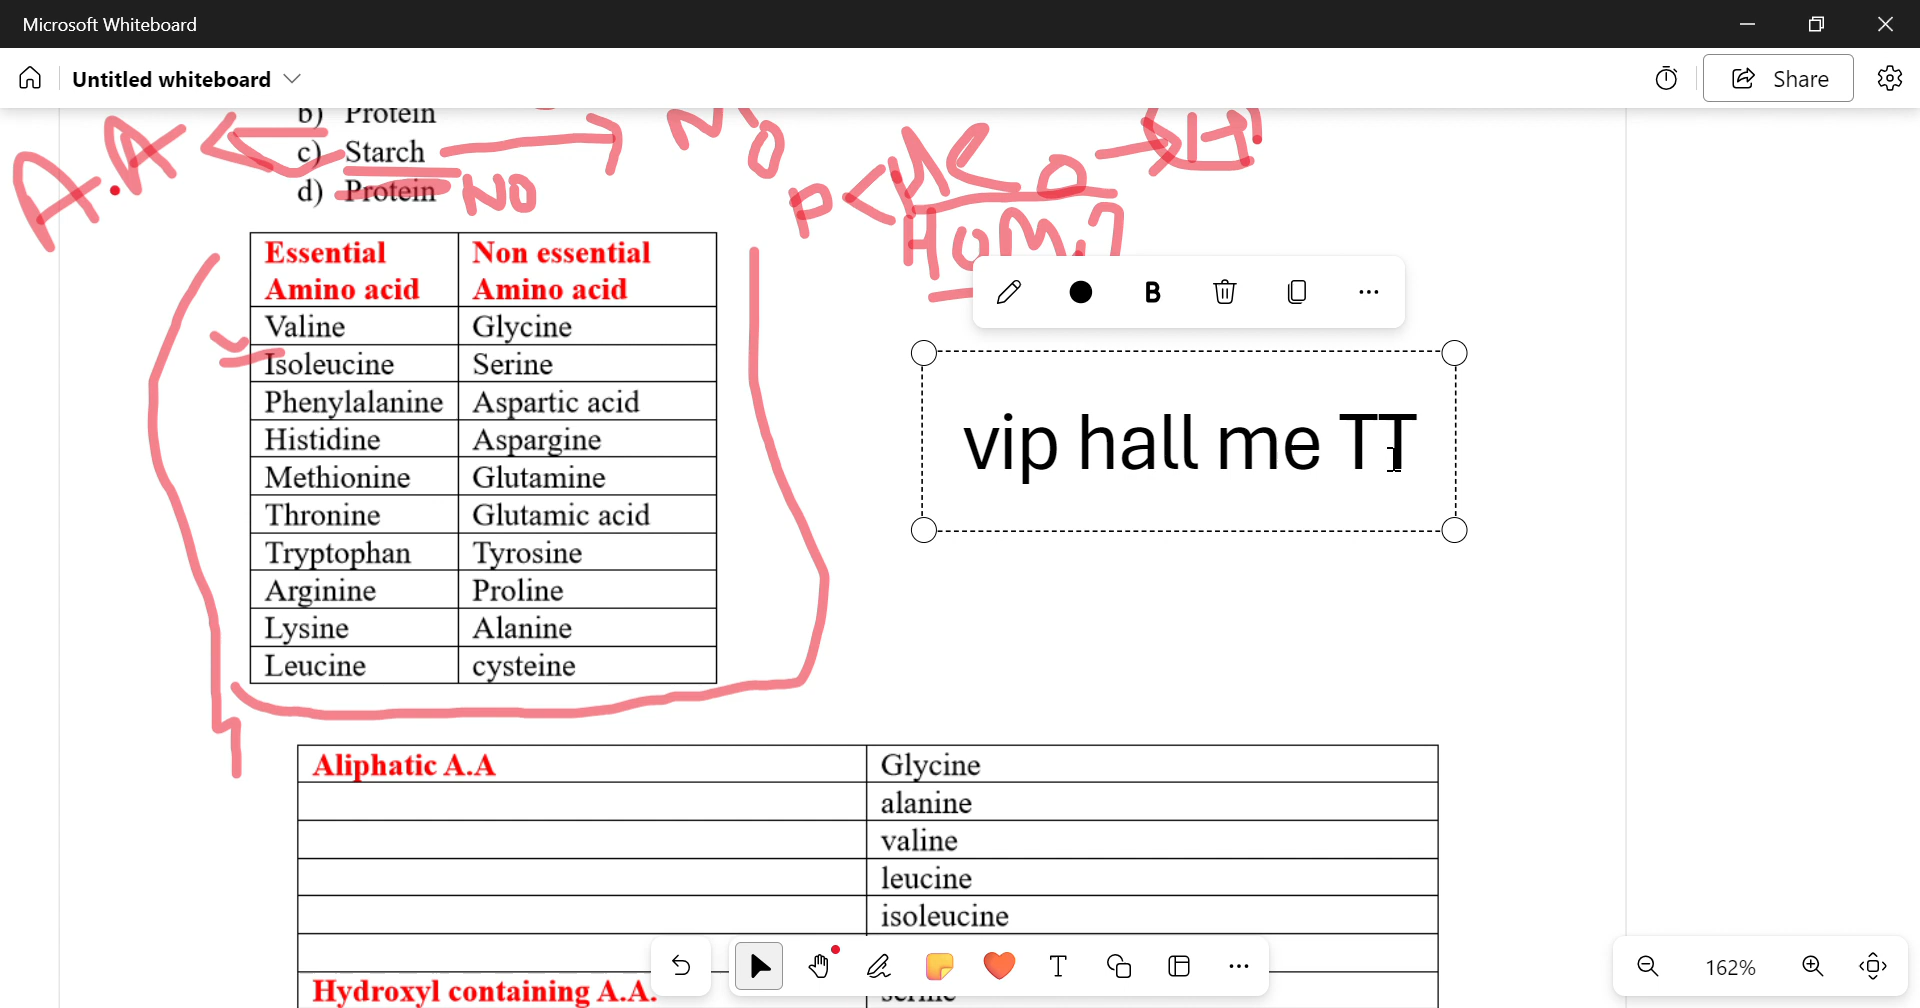 Microsoft Whiteboard
Untitled whiteboard
Share
b) Protein
c) Starch
d) Protein
A.A
NO
No
HOM.?
Essential Amino acid Non essential Amino acid
Valine Glycine
Isoleucine Serine
Phenylalanine Aspartic acid
Histidine Aspargine
Methionine Glutamine
Thronine Glutamic acid
Tryptophan Tyrosine
Arginine Proline
Lysine Alanine
Leucine cysteine
B
vip hall me TT
Aliphatic A.A Glycine
alanine
valine
leucine
isoleucine
Hydroxyl containing A.A.
T
162%